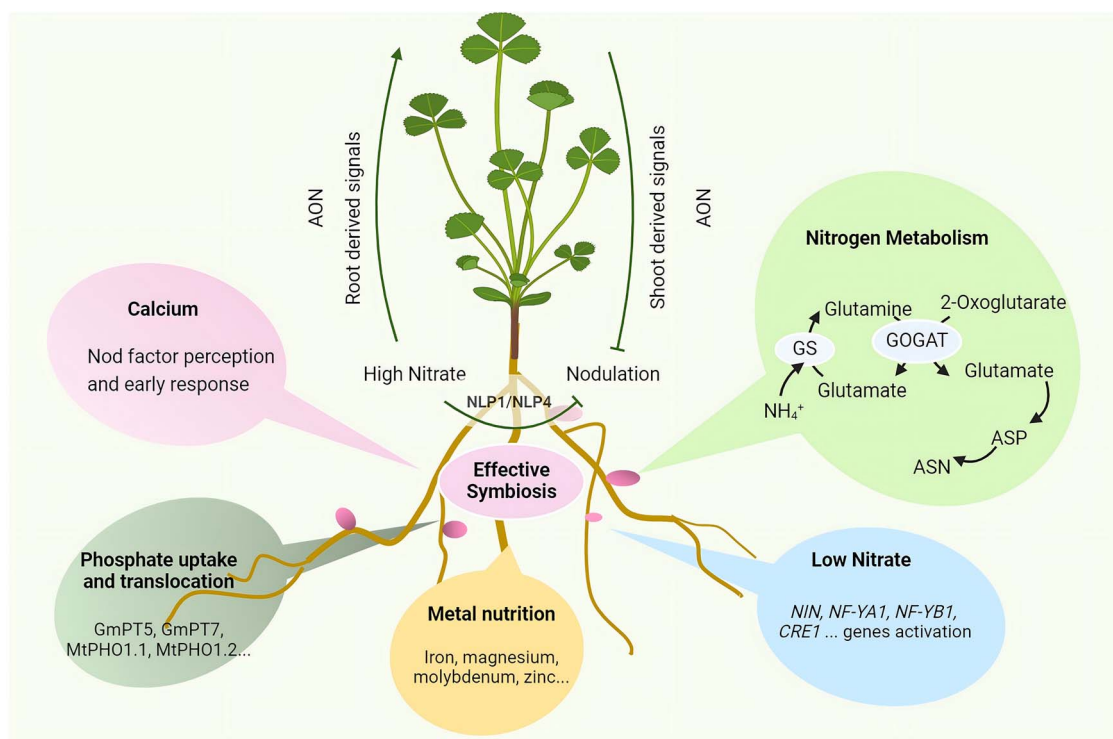 AON
Root derived signals
Shoot derived signals
AON
High Nitrate
Nodulation
NLP1/NLP4
Effective
Symbiosis
Calcium
Nod factor perception
and early response
Nitrogen Metabolism
Glutamine
2-Oxoglutarate
GS
GOGAT
Glutamate
Glutamate
NH₄⁺
ASP
ASN
Phosphate uptake
and translocation
GmPT5, GmPT7,
MtPHO1.1, MtPHO1.2...
Metal nutrition
Iron, magnesium,
molybdenum, zinc...
Low Nitrate
NIN, NF-YA1, NF-YB1,
CRE1 ... genes activation